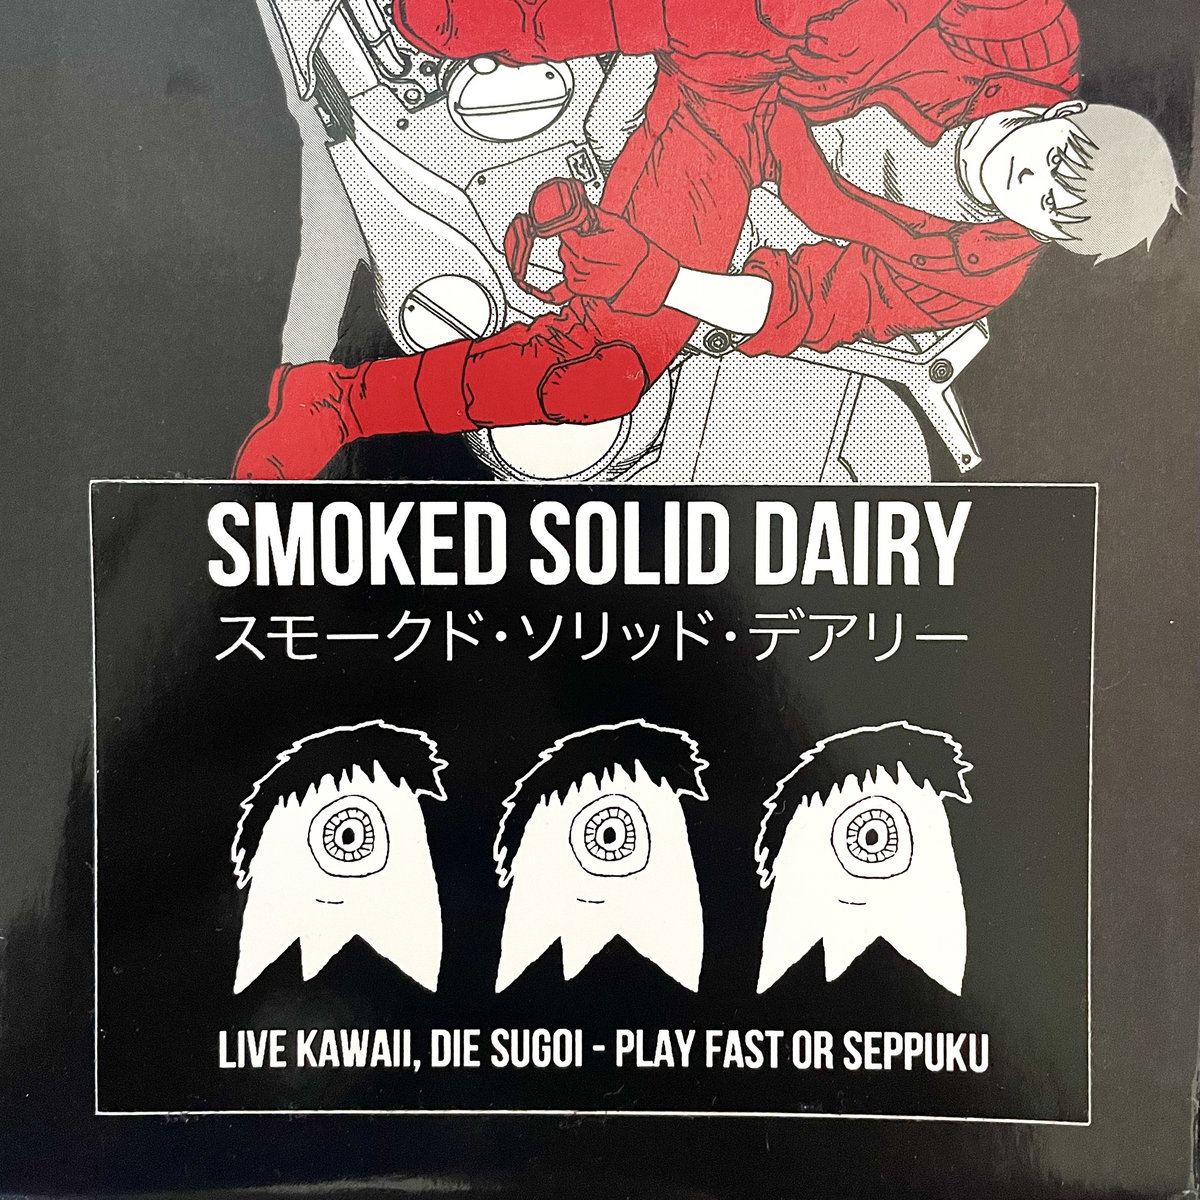 SMOKED SOLID DAIRY
スモークド・ソリッド・デアリー
LIVE KAWAII, DIE SUGOI - PLAY FAST OR SEPPUKU